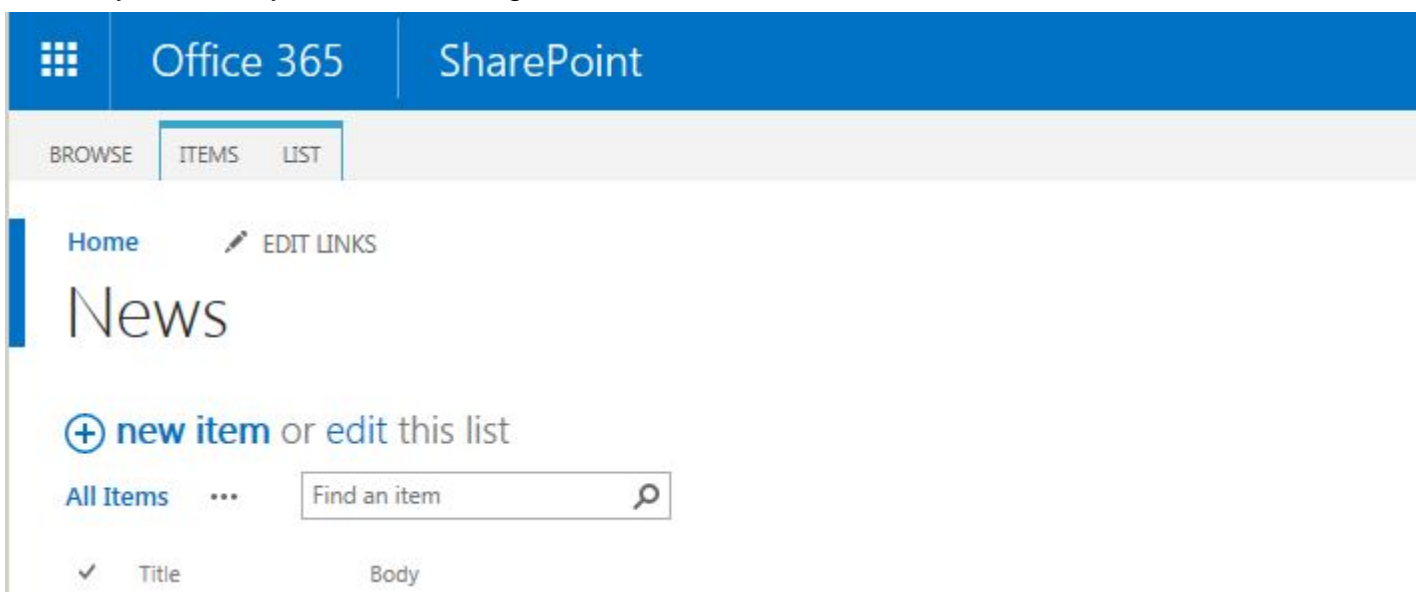 Office 365 SharePoint
BROWSE ITEMS LIST
Home EDIT LINKS
News
new item or edit this list
All Items ... Find an item
Title Body